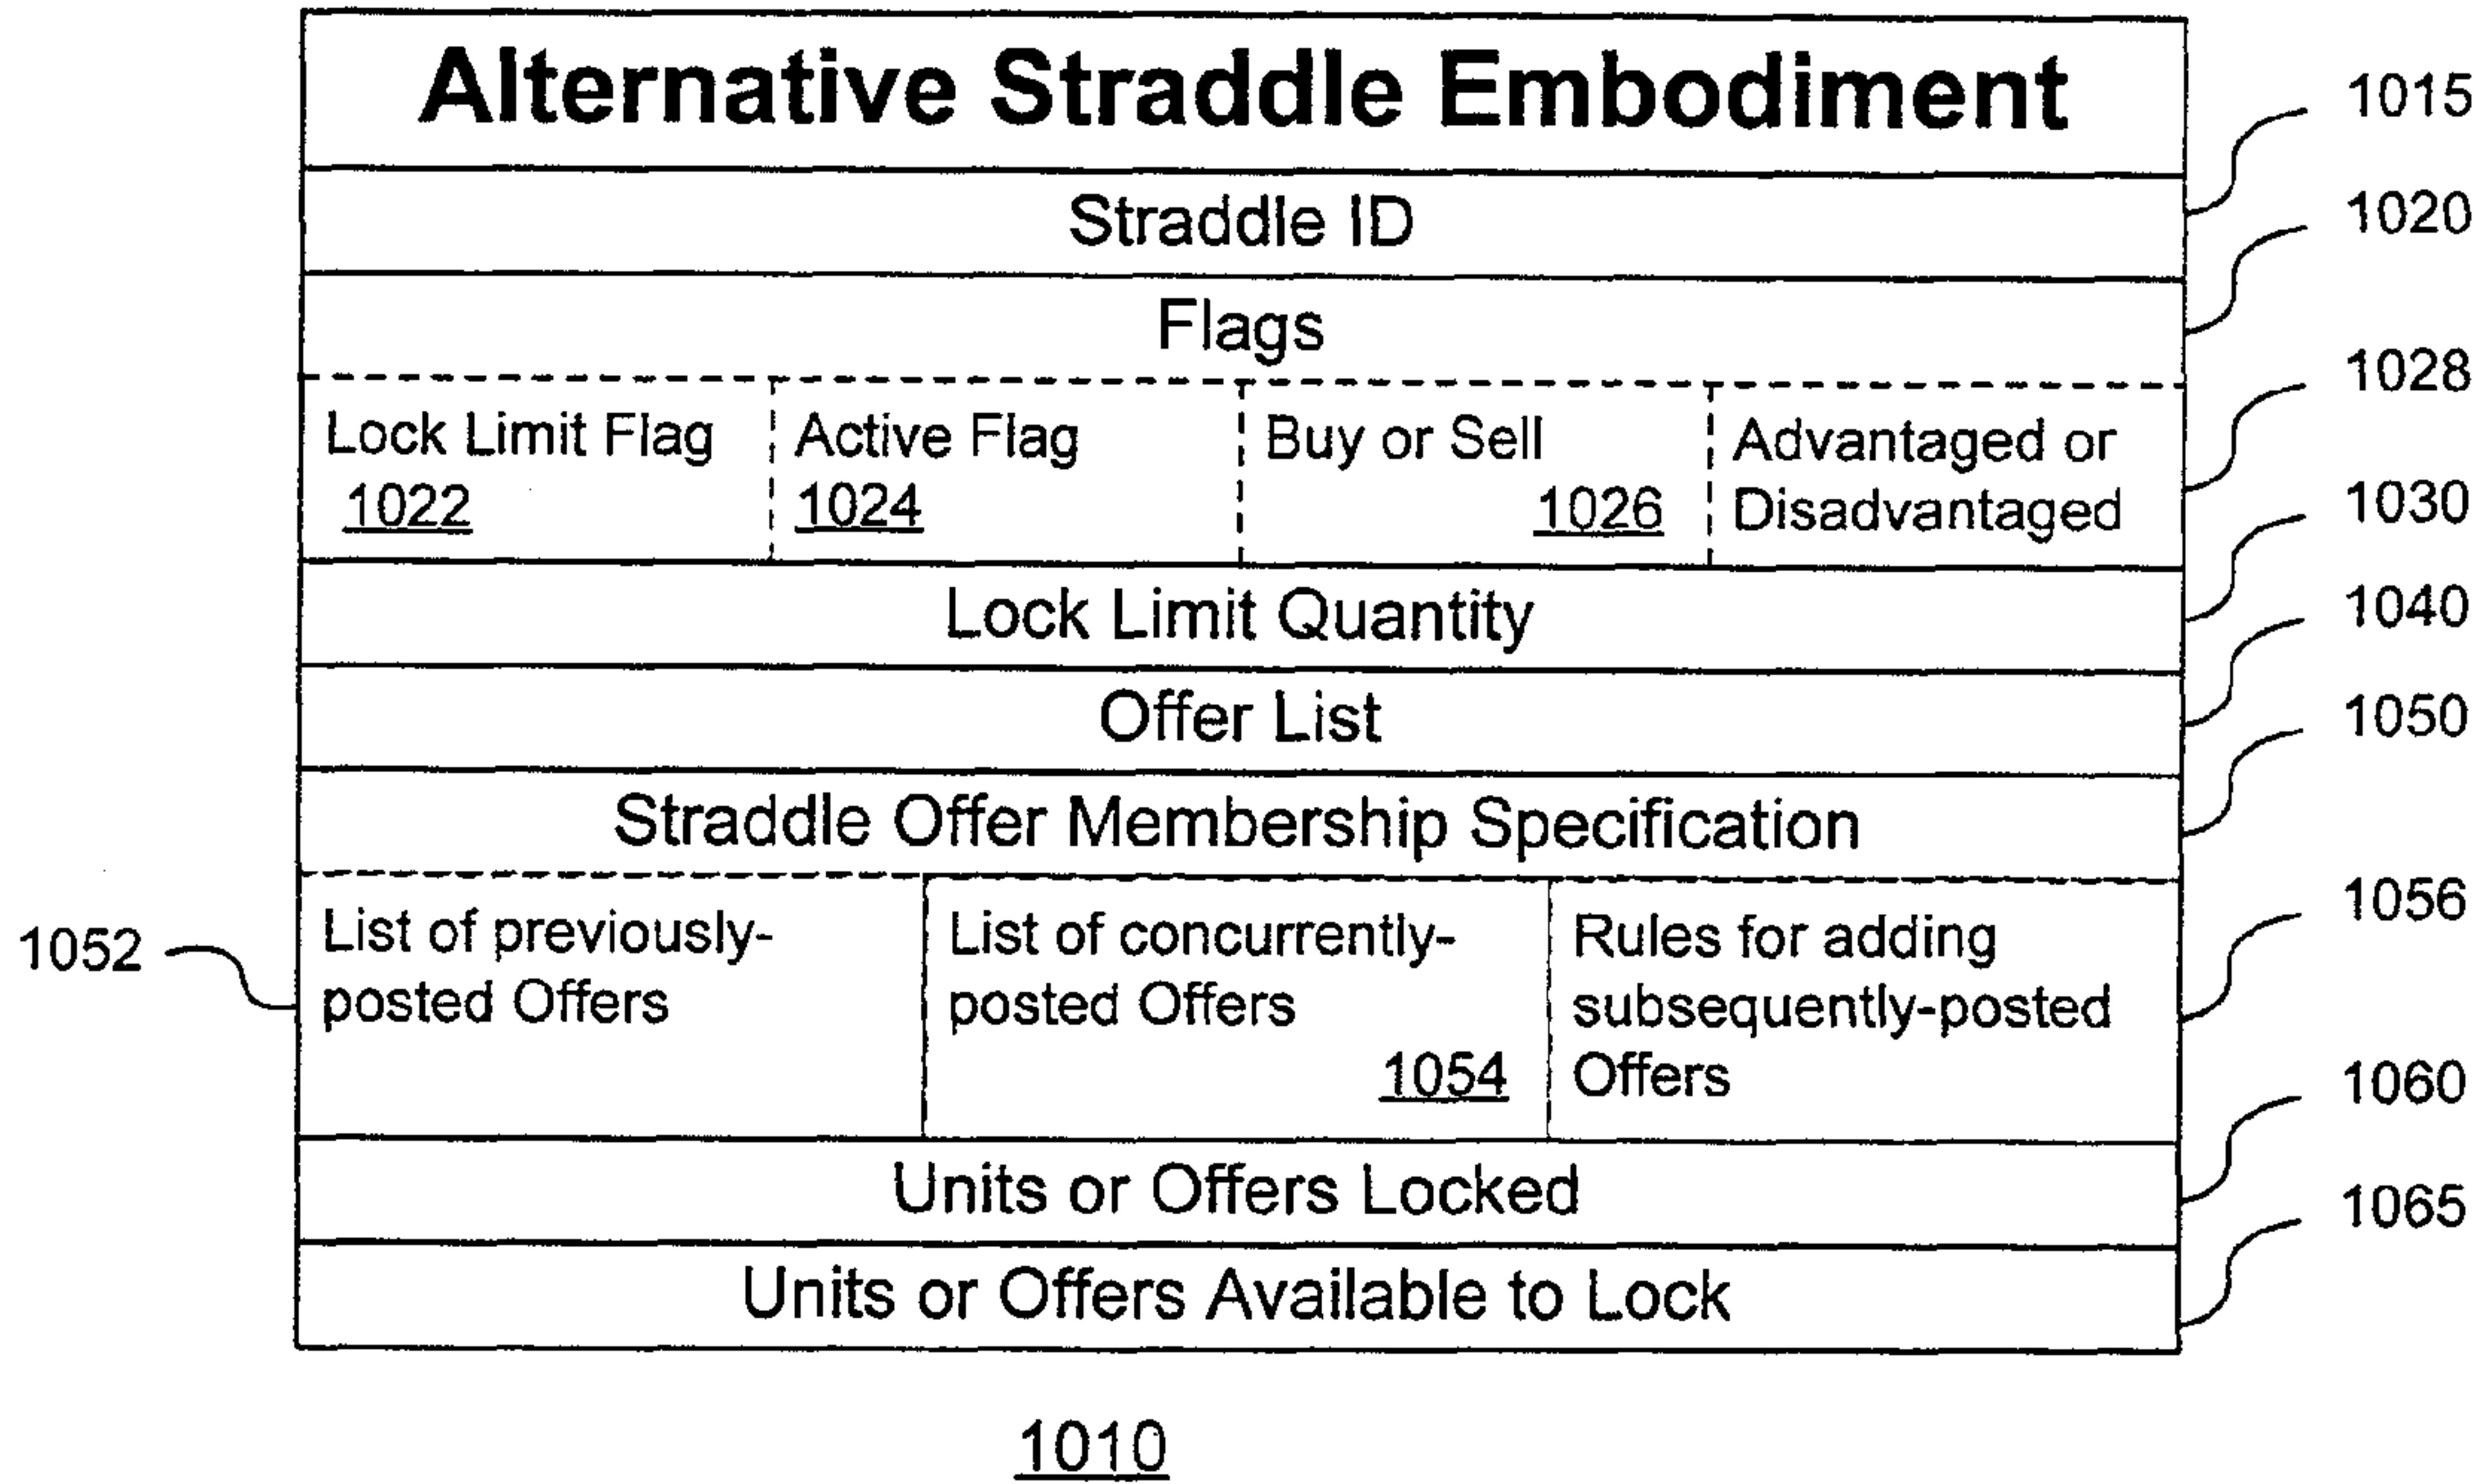 Alternative Straddle Embodiment
1015
Straddle ID
1020
Flags
1028
Lock Limit Flag
1022
Active Flag
1024
Buy or Sell
1026
Advantaged or
Disadvantaged
1030
Lock Limit Quantity
1040
Offer List
1050
Straddle Offer Membership Specification
1056
1052
List of previously-
posted Offers
List of concurrently-
posted Offers
1054
Rules for adding
subsequently-posted
Offers
1060
Units or Offers Locked
1065
Units or Offers Available to Lock
1010